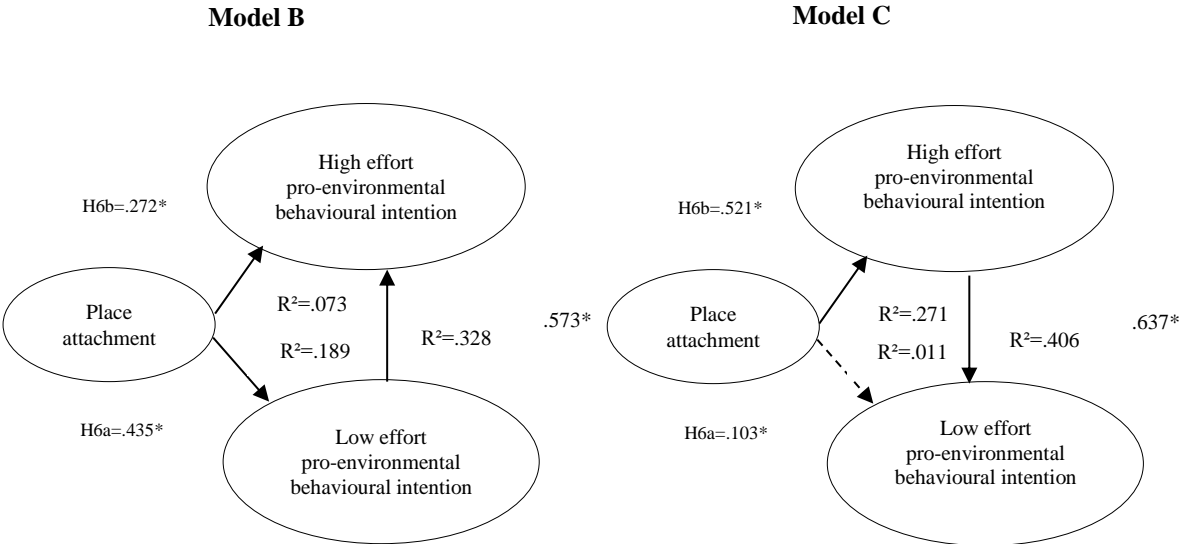 Model B
High effort
pro-environmental
behavioural intention
H6b=.272*
Place
attachment
R²=.073
R²=.189
R²=.328
.573*
H6a=.435*
Low effort
pro-environmental
behavioural intention
Model C
High effort
pro-environmental
behavioural intention
H6b=.521*
Place
attachment
R²=.271
R²=.011
R²=.406
.637*
H6a=.103*
Low effort
pro-environmental
behavioural intention